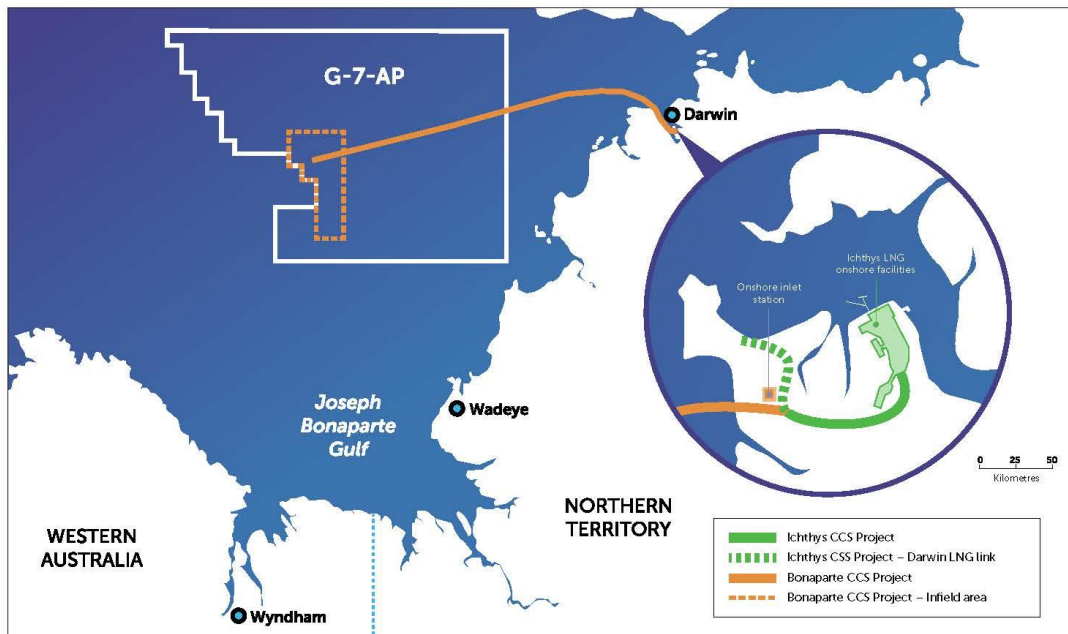 G-7-AP
Darwin
Ichthys LNG
onshore facilities
Onshore inlet
station
Joseph
Bonaparte
Gulf
Wadeye
0 25 50
Kilometres
NORTHERN
TERRITORY
WESTERN
AUSTRALIA
Wyndham
Ichthys CCS Project
Ichthys CSS Project – Darwin LNG link
Bonaparte CCS Project
Bonaparte CCS Project – Infield area